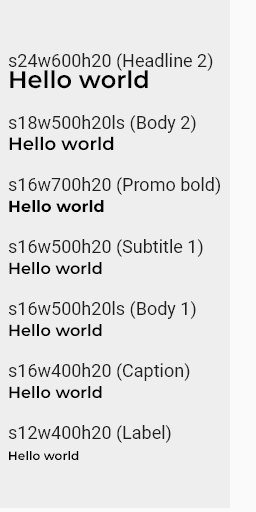 s24w600h20 (Headline 2)
Hello world
s18w500h20ls (Body 2)
Hello world
s16w700h20 (Promo bold)
Hello world
s16w500h20 (Subtitle 1)
Hello world
s16w500h20ls (Body 1)
Hello world
s16w400h20 (Caption)
Hello world
s12w400h20 (Label)
Hello world